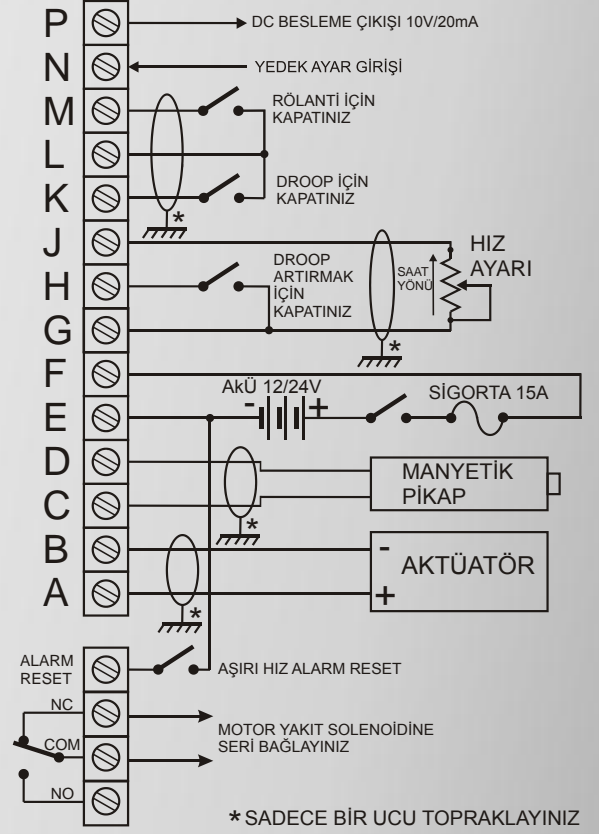 P
DC BESLEME ÇIKIŞI 10V/20mA
N
YEDEK AYAR GİRİŞİ
M
RÖLANTİ İÇİN
KAPATINIZ
L
K
DROOP İÇİN
KAPATINIZ
*
J
HIZ
AYARI
SAAT
YÖNÜ
H
DROOP
ARTIRMAK
İÇİN
KAPATINIZ
G
*
F
AkÜ 12/24V
- +
SİGORTA 15A
E
D
MANYETİK
PİKAP
C
*
B
-
AKTÜATÖR
A
+
*
ALARM
RESET
AŞIRI HIZ ALARM RESET
NC
COM
MOTOR YAKIT SOLENOİDİNE
SERİ BAĞLAYINIZ
NO
* SADECE BİR UCU TOPRAKLAYINIZ